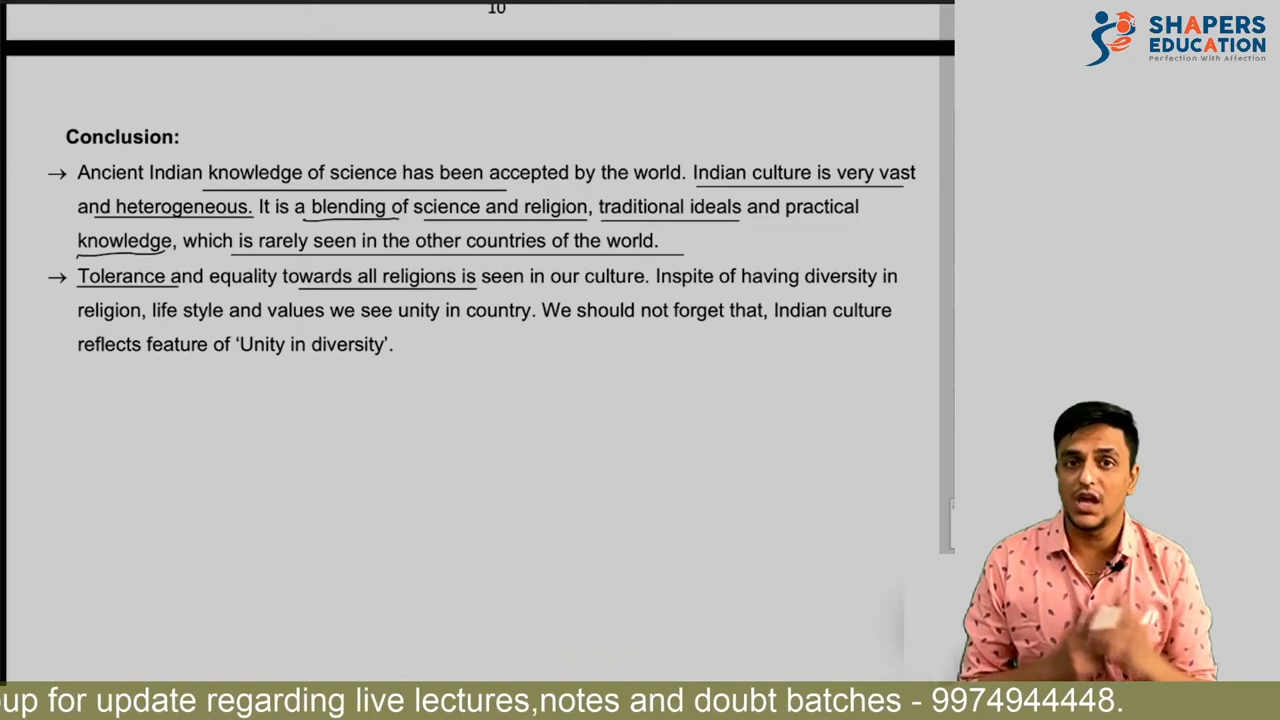 10
SHAPERS
EDUCATION
Perfection With Affection
Conclusion:
→ Ancient Indian knowledge of science has been accepted by the world. Indian culture is very vast
and heterogeneous. It is a blending of science and religion, traditional ideals and practical
knowledge, which is rarely seen in the other countries of the world.
→ Tolerance and equality towards all religions is seen in our culture. Inspite of having diversity in
religion, life style and values we see unity in country. We should not forget that, Indian culture
reflects feature of ‘Unity in diversity’.
up for update regarding live lectures,notes and doubt batches - 9974944448.